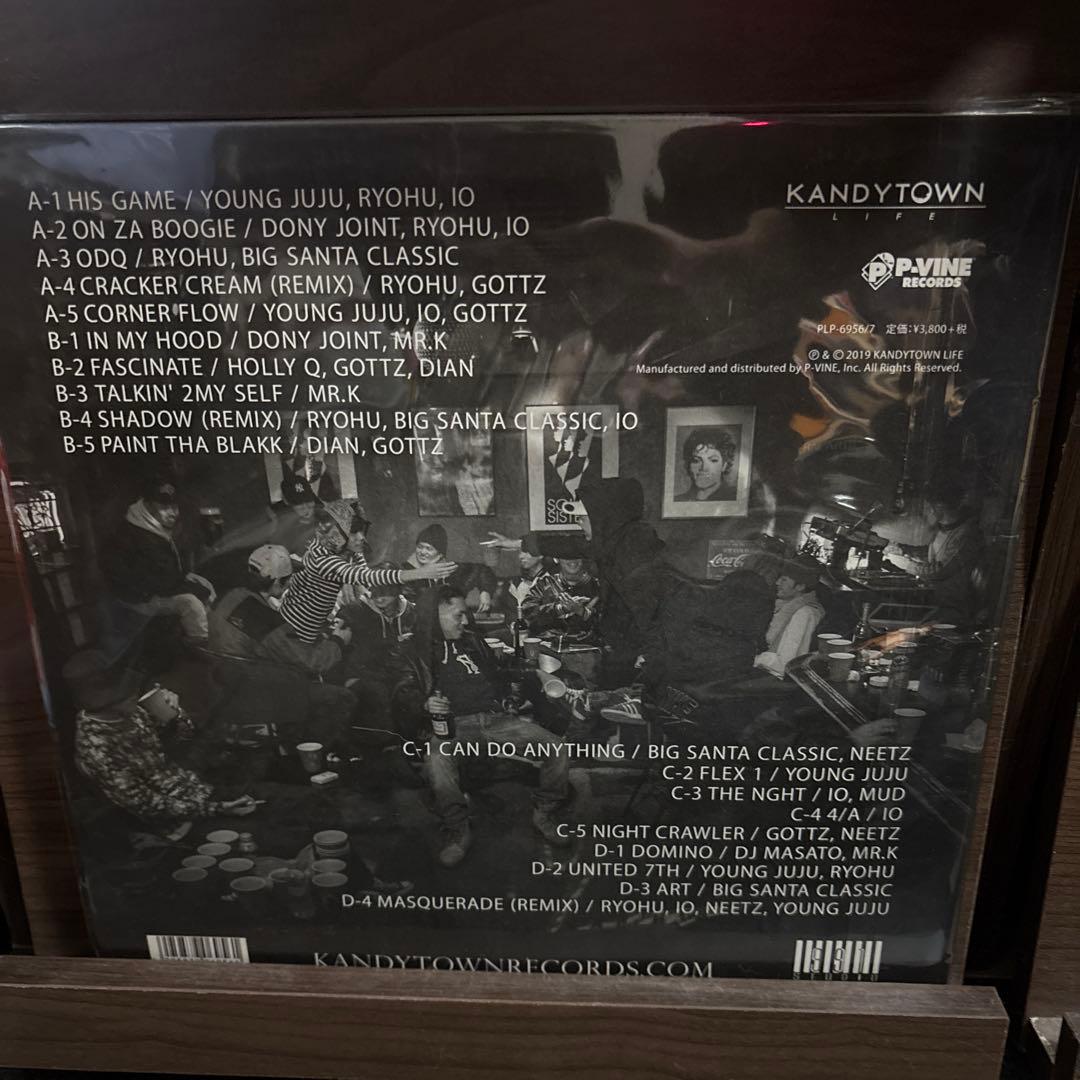 A-1 HIS GAME / YOUNG JUJU, RYOHU, IO
A-2 ON ZA BOOGIE / DONY JOINT, RYOHU, IO
A-3 ODQ / RYOHU, BIG SANTA CLASSIC
A-4 CRACKER CREAM (REMIX) / RYOHU, GOTTZ
A-5 CORNER FLOW / YOUNG JUJU, IO, GOTTZ
B-1 IN MY HOOD / DONY JOINT, MR.K
B-2 FASCINATE / HOLLY Q, GOTTZ, DIAN
B-3 TALKIN' 2MY SELF / MR.K
B-4 SHADOW (REMIX) / RYOHU, BIG SANTA CLASSIC, IO
B-5 PAINT THA BLAKK / DIAN, GOTTZ
KANDYTOWN
LIFE
P-VINE
RECORDS
PLP-6956/7 定価:¥3,800+税
Ⓟ & © 2019 KANDYTOWN LIFE
Manufactured and distributed by P-VINE, Inc. All Rights Reserved.
Coca-C
C-1 CAN DO ANYTHING / BIG SANTA CLASSIC, NEETZ
C-2 FLEX 1 / YOUNG JUJU
C-3 THE NGHT / IO, MUD
C-4 4/A / IO
C-5 NIGHT CRAWLER / GOTTZ, NEETZ
D-1 DOMINO / DJ MASATO, MR.K
D-2 UNITED 7TH / YOUNG JUJU, RYOHU
D-3 ART / BIG SANTA CLASSIC
D-4 MASQUERADE (REMIX) / RYOHU, IO, NEETZ, YOUNG JUJU
KANDYTOWNRECORDS.COM
STUDIO